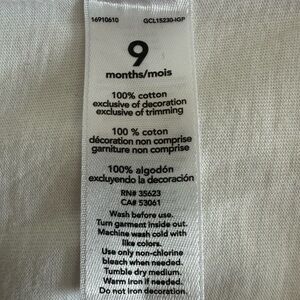 16910610 GCL15230-IGP
9
months/mois
100% cotton
exclusive of decoration
exclusive of trimming
100 % coton
décoration non comprise
garniture non comprise
100% algodón
excluyendo la decoración
RN# 35623
CA# 53061
Wash before use.
Turn garment inside out.
Machine wash cold with
like colors.
Use only non-chlorine
bleach when needed.
Tumble dry medium.
Warm iron if needed.
Do not iron decoration.